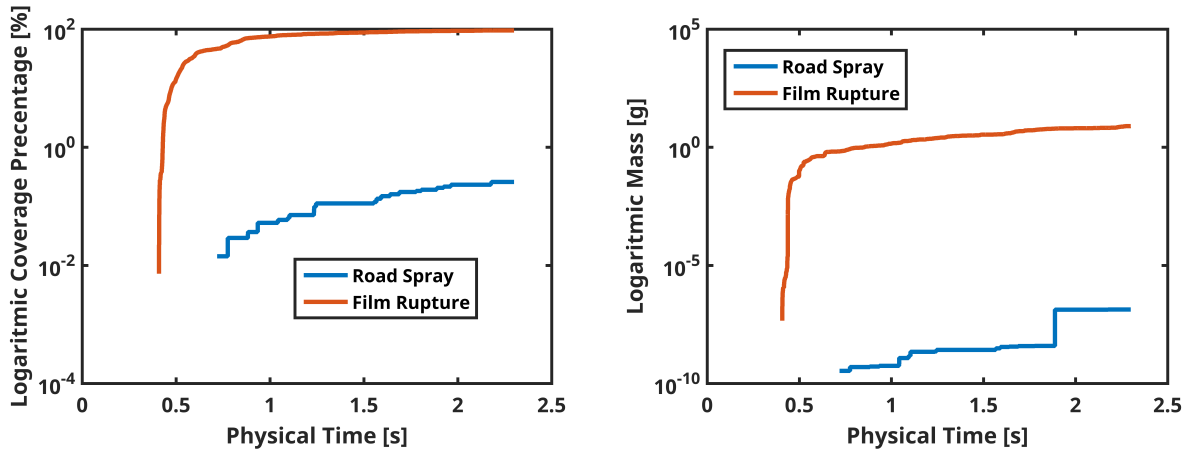 Logaritmic Coverage Precentage [%]
10^2
10^0
10^-2
10^-4
0 0.5 1 1.5 2 2.5
Physical Time [s]
Road Spray
Film Rupture
Logaritmic Mass [g]
10^5
10^0
10^-5
10^-10
0 0.5 1 1.5 2 2.5
Physical Time [s]
Road Spray
Film Rupture